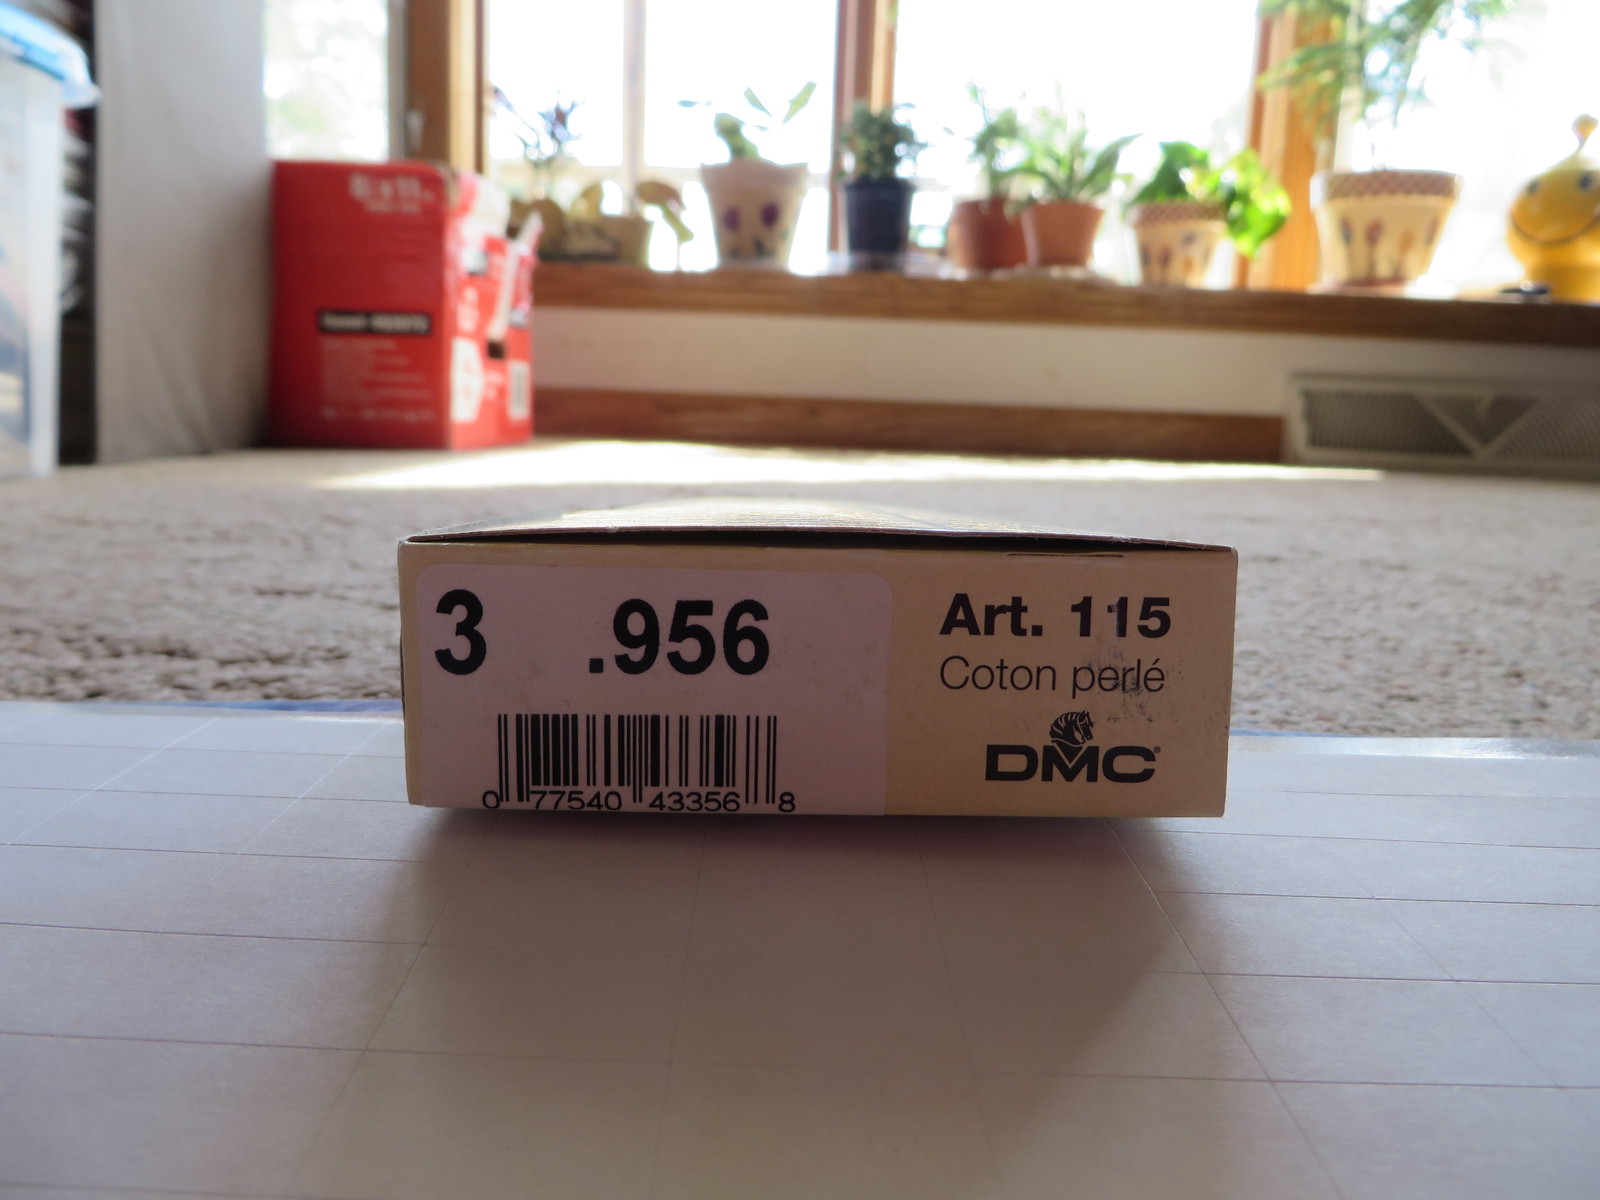 3 .956
0 77540 43356 8
Art. 115
Coton perlé
DMC®